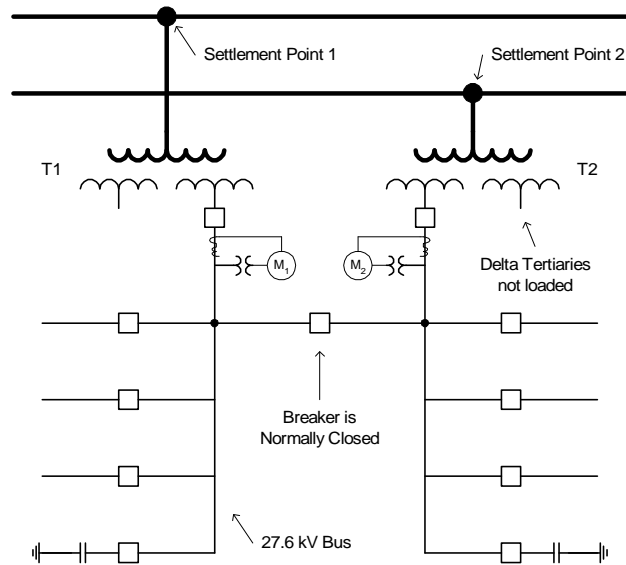 Settlement Point 1
Settlement Point 2
T1
T2
M1
M2
Delta Tertiaries
not loaded
Breaker is
Normally Closed
27.6 kV Bus